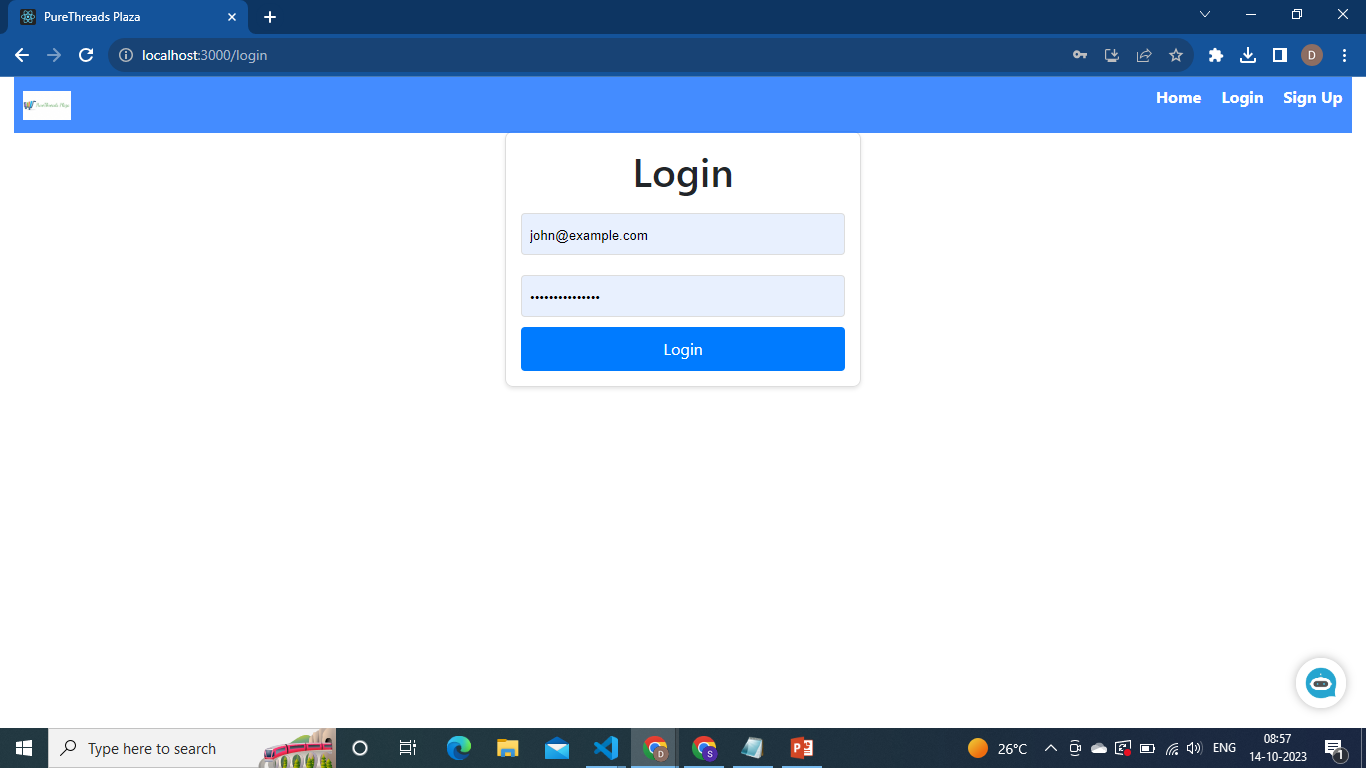 PureThreads Plaza
localhost:3000/login
D
PureThreads Plaza
Home Login Sign Up
Login
john@example.com
•••••••••••••••
Login
Type here to search
D
S
26°C
ENG
08:57
14-10-2023
1